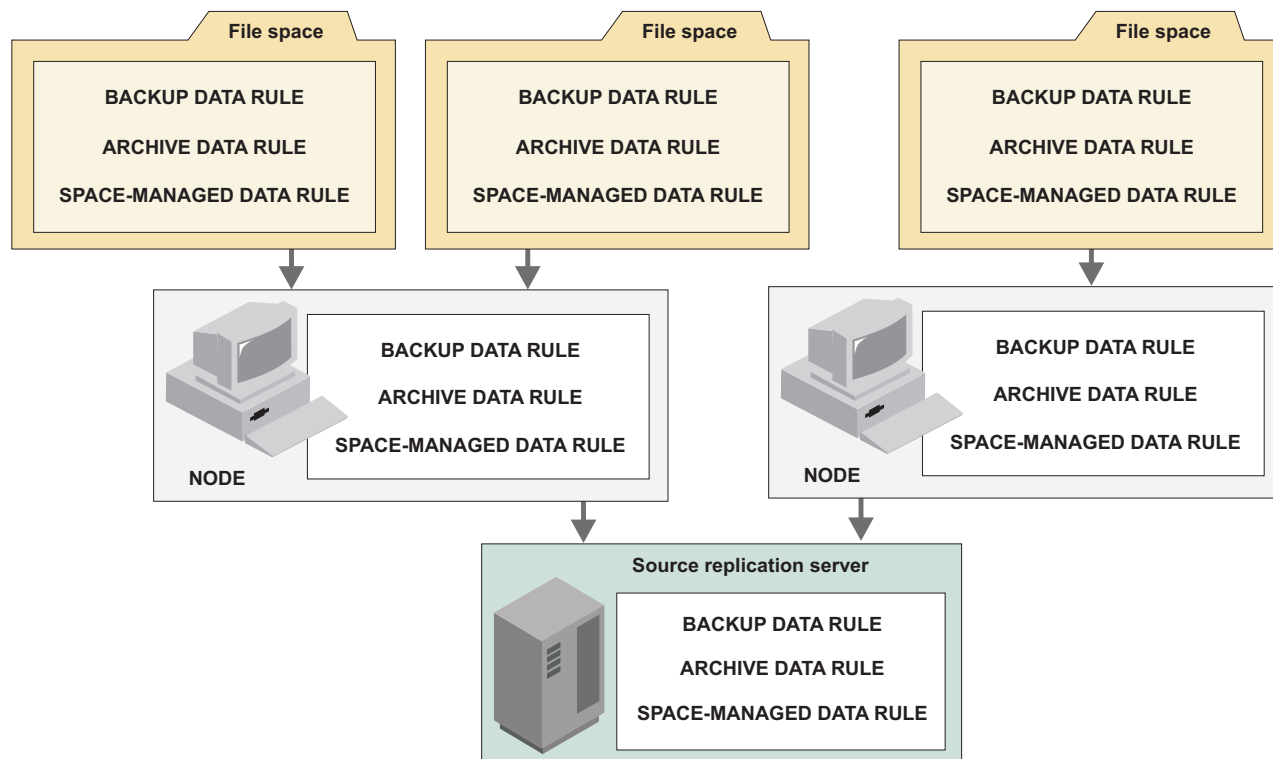 File space
BACKUP DATA RULE
ARCHIVE DATA RULE
SPACE-MANAGED DATA RULE
File space
BACKUP DATA RULE
ARCHIVE DATA RULE
SPACE-MANAGED DATA RULE
File space
BACKUP DATA RULE
ARCHIVE DATA RULE
SPACE-MANAGED DATA RULE
BACKUP DATA RULE
ARCHIVE DATA RULE
SPACE-MANAGED DATA RULE
NODE
BACKUP DATA RULE
ARCHIVE DATA RULE
SPACE-MANAGED DATA RULE
NODE
Source replication server
BACKUP DATA RULE
ARCHIVE DATA RULE
SPACE-MANAGED DATA RULE